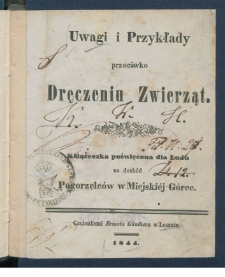 Uwagi i Przykłady
przeciwko
Dręczeniu Zwierząt.
Książeczka poświęcona dla Ludu
na dochód
Pogorzelców w Miejskiéj Górce.
Czcionkami Ernesta Günthera w Lesznie.
1844.